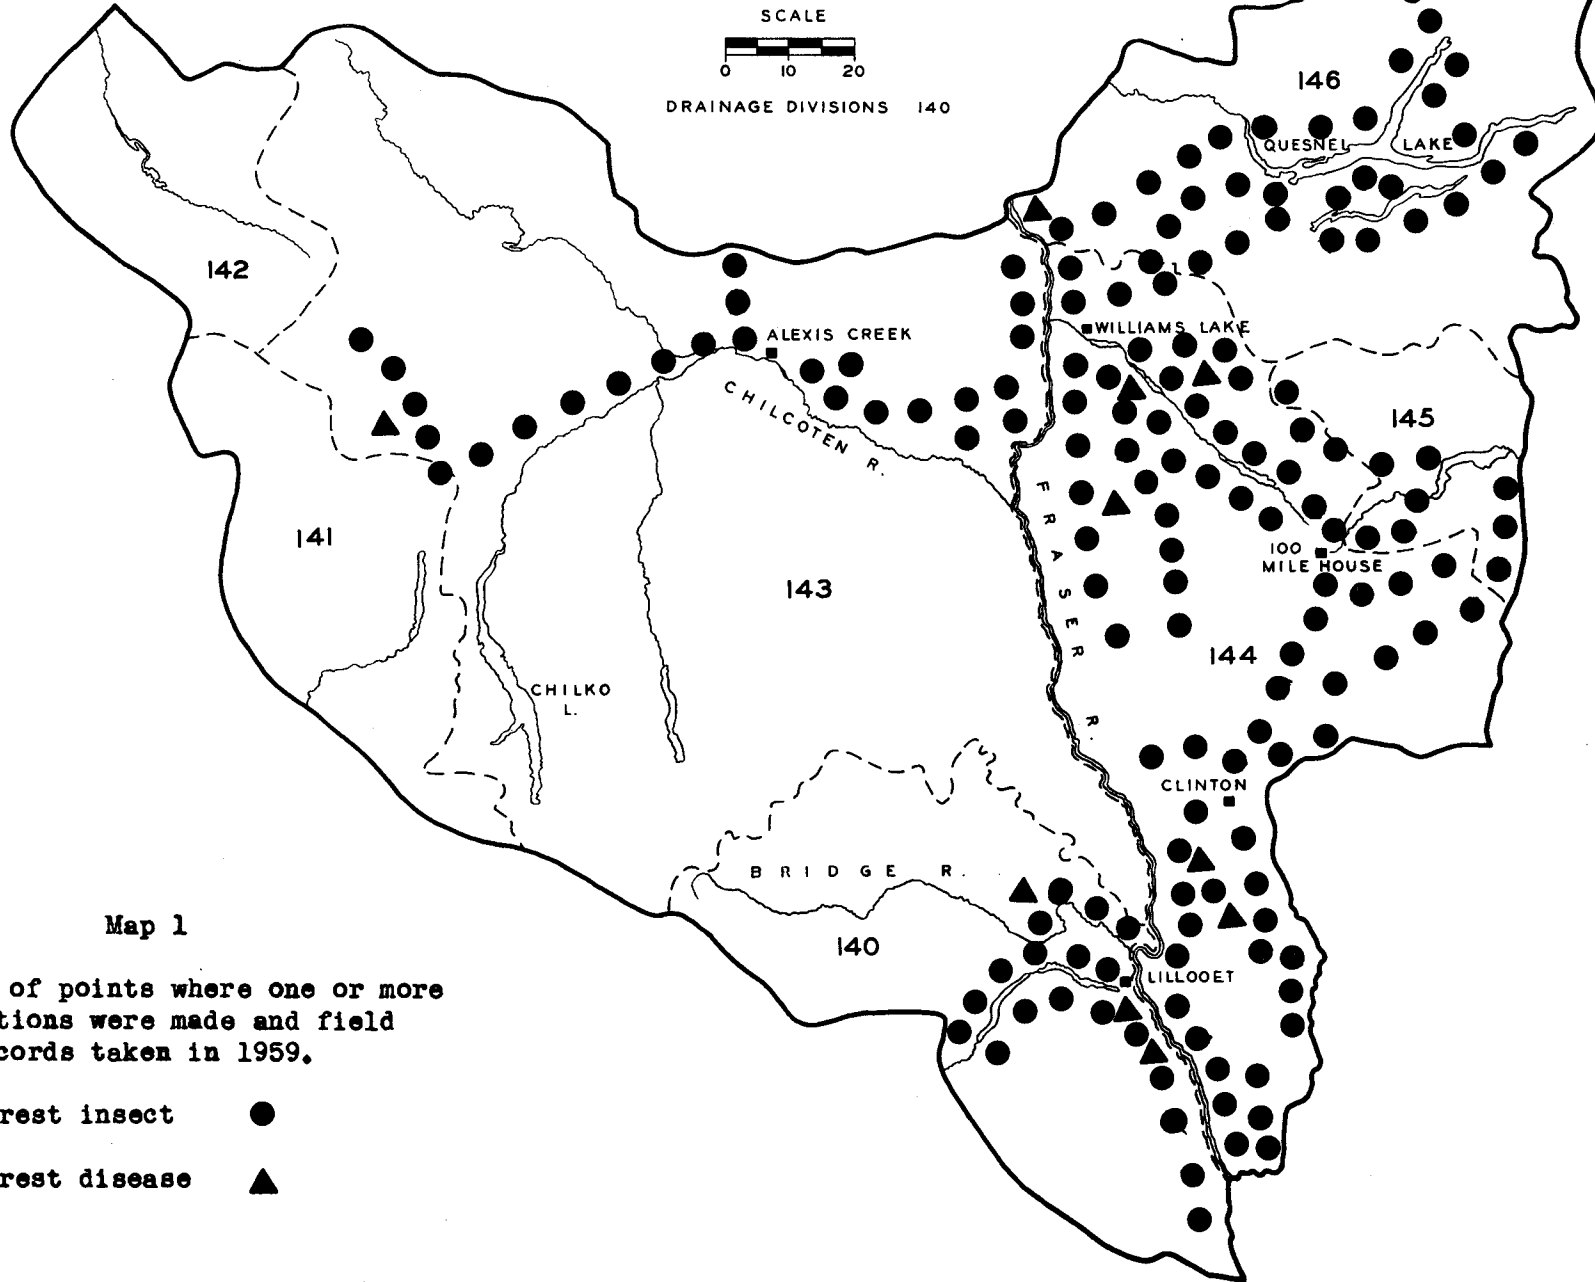 SCALE
0 10 20
DRAINAGE DIVISIONS 140
146
QUESNEL LAKE
142
WILLIAMS LAKE
ALEXIS CREEK
CHILCOTEN R.
145
141
FRASER R.
100
MILE HOUSE
143
144
CHILKO
L.
CLINTON
BRIDGE R.
140
LILLOOET
Map 1
of points where one or more
tions were made and field
cords taken in 1959.
rest insect
rest disease